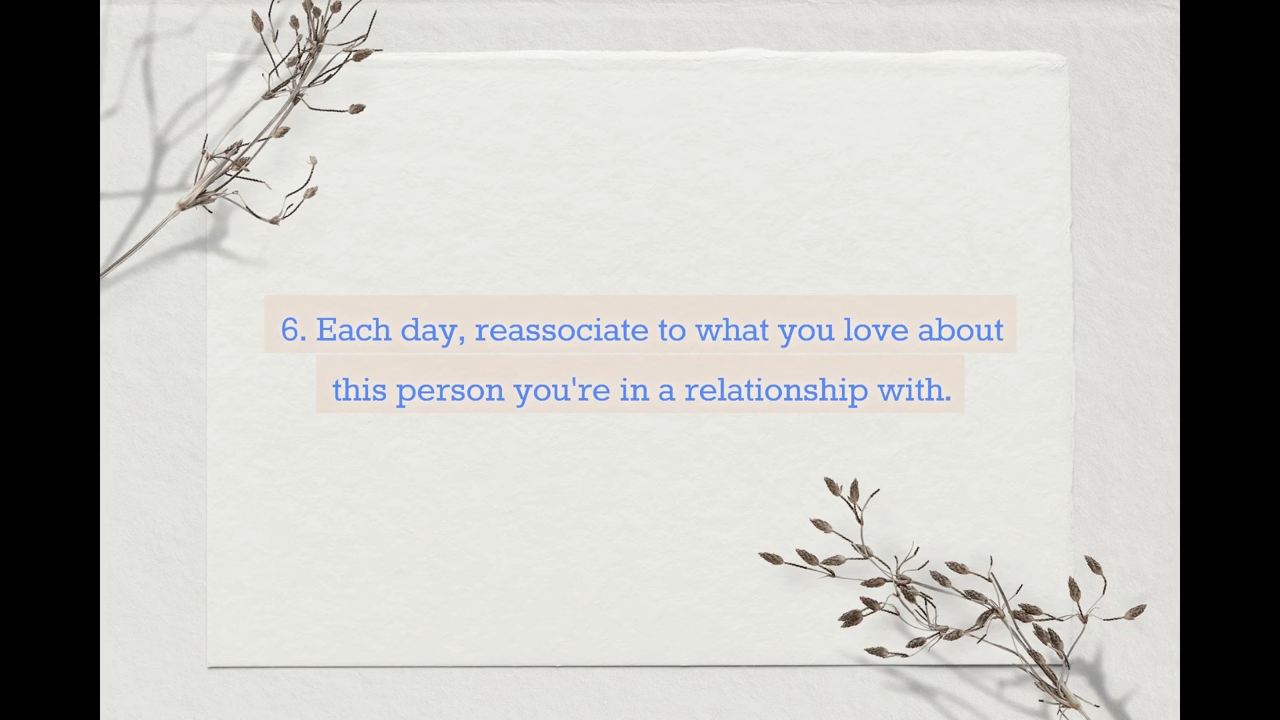 6. Each day, reassociate to what you love about
this person you're in a relationship with.